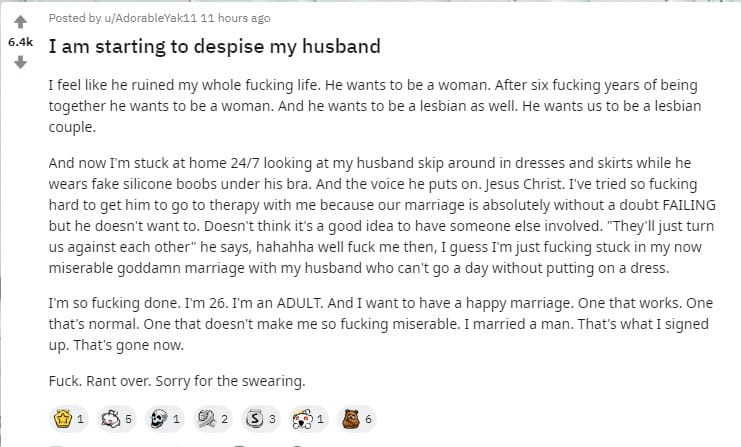 Posted by u/AdorableYak11 11 hours ago
6.4k I am starting to despise my husband
I feel like he ruined my whole fucking life. He wants to be a woman. After six fucking years of being
together he wants to be a woman. And he wants to be a lesbian as well. He wants us to be a lesbian
couple.
And now I'm stuck at home 24/7 looking at my husband skip around in dresses and skirts while he
wears fake silicone boobs under his bra. And the voice he puts on. Jesus Christ. I've tried so fucking
hard to get him to go to therapy with me because our marriage is absolutely without a doubt FAILING
but he doesn't want to. Doesn't think it's a good idea to have someone else involved. "They'll just turn
us against each other" he says, hahahha well fuck me then, I guess I'm just fucking stuck in my now
miserable goddamn marriage with my husband who can't go a day without putting on a dress.
I'm so fucking done. I'm 26. I'm an ADULT. And I want to have a happy marriage. One that works. One
that's normal. One that doesn't make me so fucking miserable. I married a man. That's what I signed
up. That's gone now.
Fuck. Rant over. Sorry for the swearing.
1 5 1 2 S 3 1 6